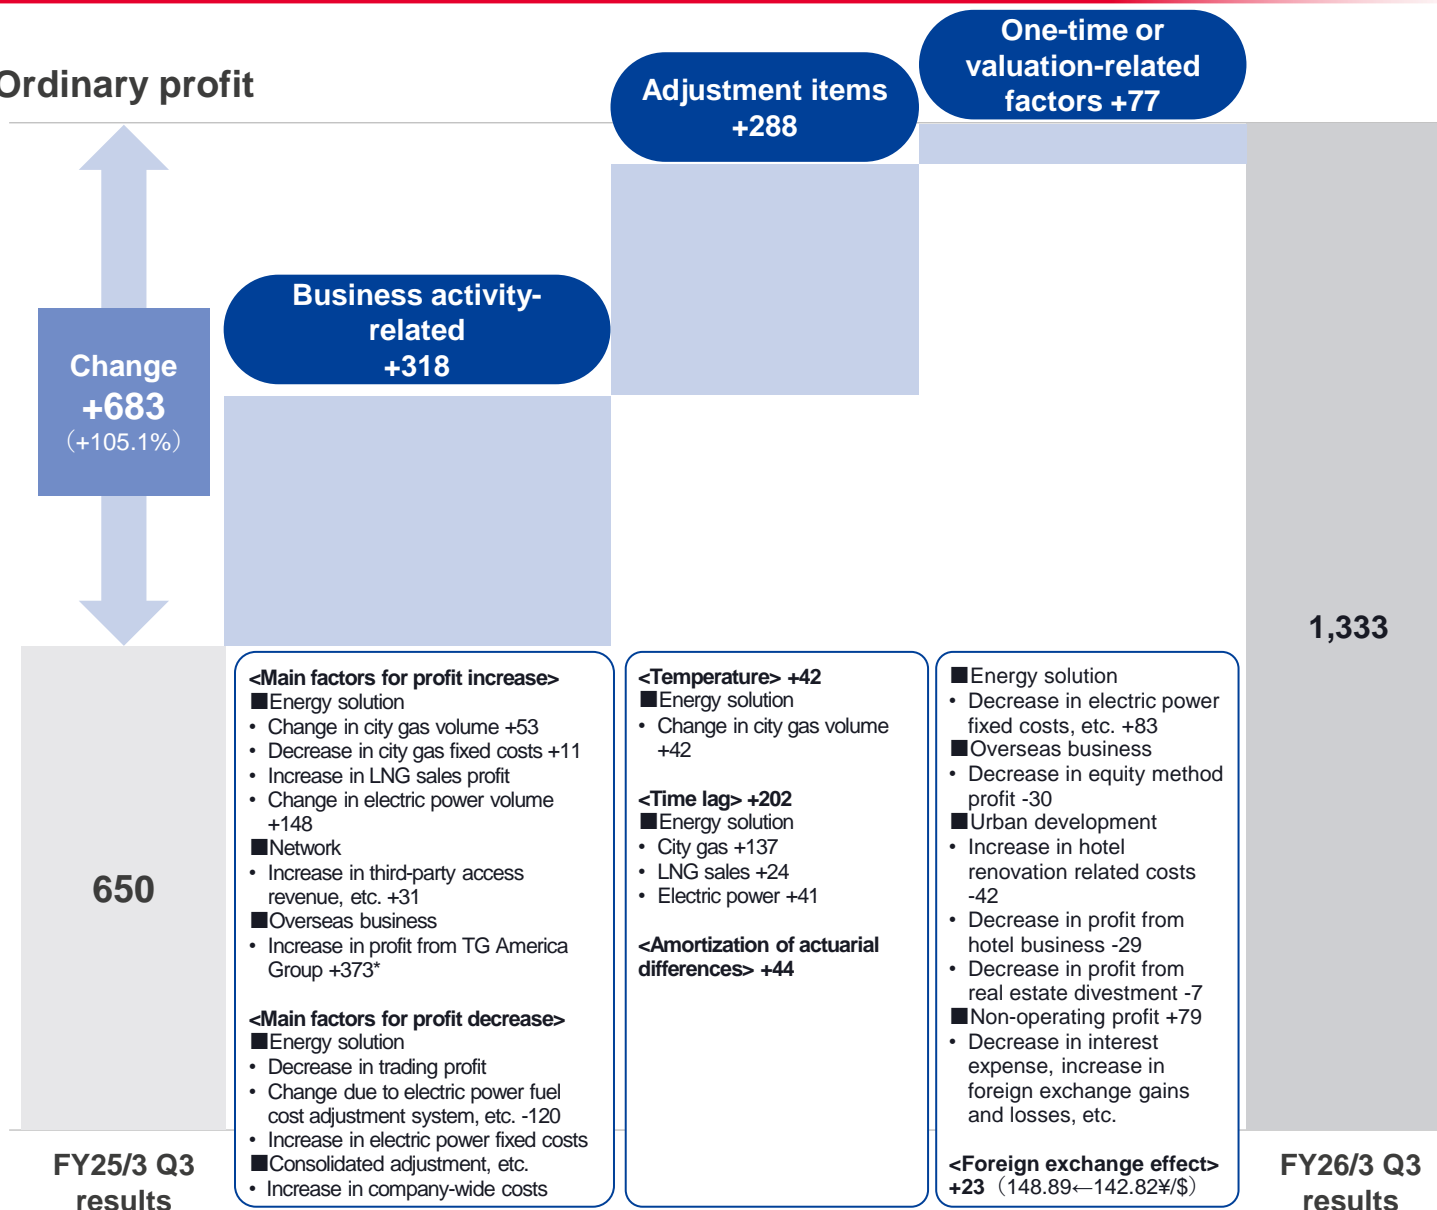 Ordinary profit
One-time or
valuation-related
factors +77
Adjustment items
+288
Business activity-
related
+318
Change
+683
（+105.1%）
650
1,333
<Main factors for profit increase>
■Energy solution
・ Change in city gas volume +53
・ Decrease in city gas fixed costs +11
・ Increase in LNG sales profit
・ Change in electric power volume
+148
■Network
・ Increase in third-party access
revenue, etc. +31
■Overseas business
・ Increase in profit from TG America
Group +373*
<Main factors for profit decrease>
■Energy solution
・ Decrease in trading profit
・ Change due to electric power fuel
cost adjustment system, etc. -120
・ Increase in electric power fixed costs
■Consolidated adjustment, etc.
・ Increase in company-wide costs
<Temperature> +42
■Energy solution
・ Change in city gas volume
+42
<Time lag> +202
■Energy solution
・ City gas +137
・ LNG sales +24
・ Electric power +41
<Amortization of actuarial
differences> +44
■Energy solution
・ Decrease in electric power
fixed costs, etc. +83
■Overseas business
・ Decrease in equity method
profit -30
■Urban development
・ Increase in hotel
renovation related costs
-42
・ Decrease in profit from
hotel business -29
・ Decrease in profit from
real estate divestment -7
■Non-operating profit +79
・ Decrease in interest
expense, increase in
foreign exchange gains
and losses, etc.
<Foreign exchange effect>
+23（148.89←142.82¥/$）
FY25/3 Q3
results
FY26/3 Q3
results